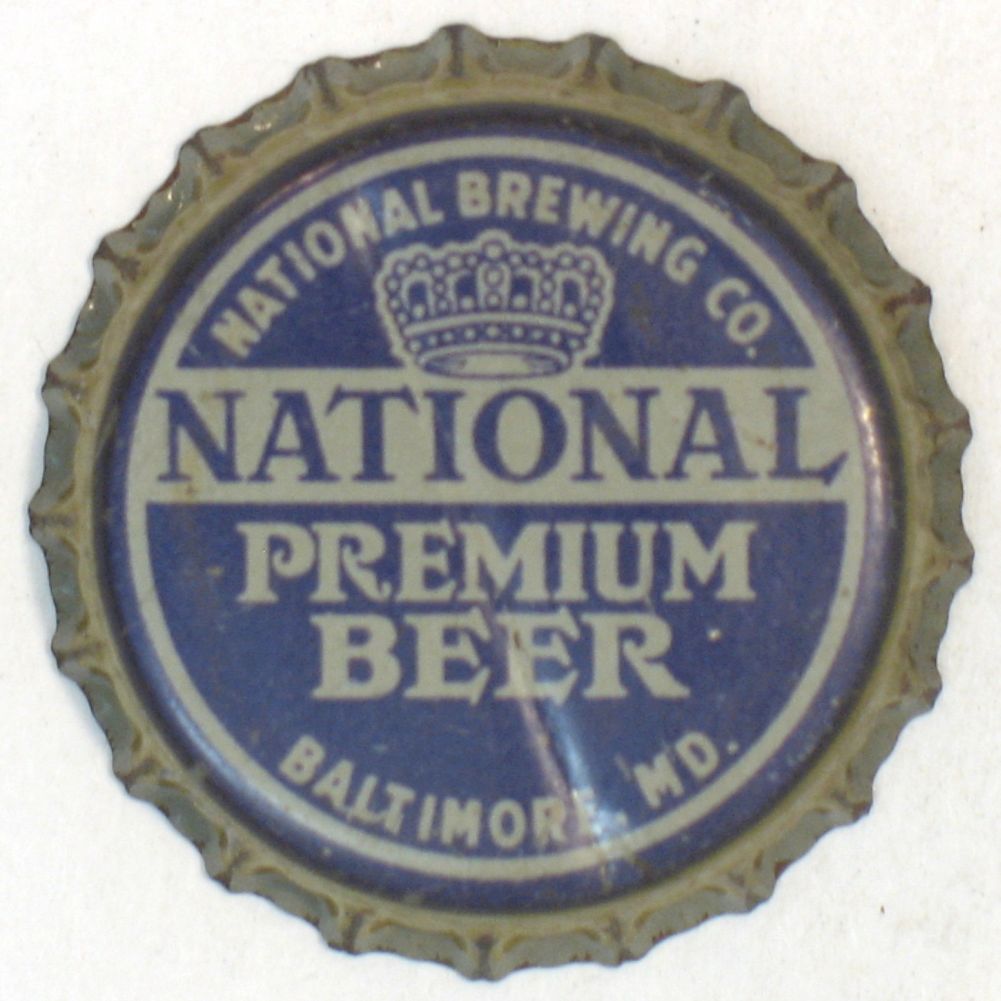 NATIONAL BREWING CO.
NATIONAL
PREMIUM
BEER
BALTIMORE, MD.